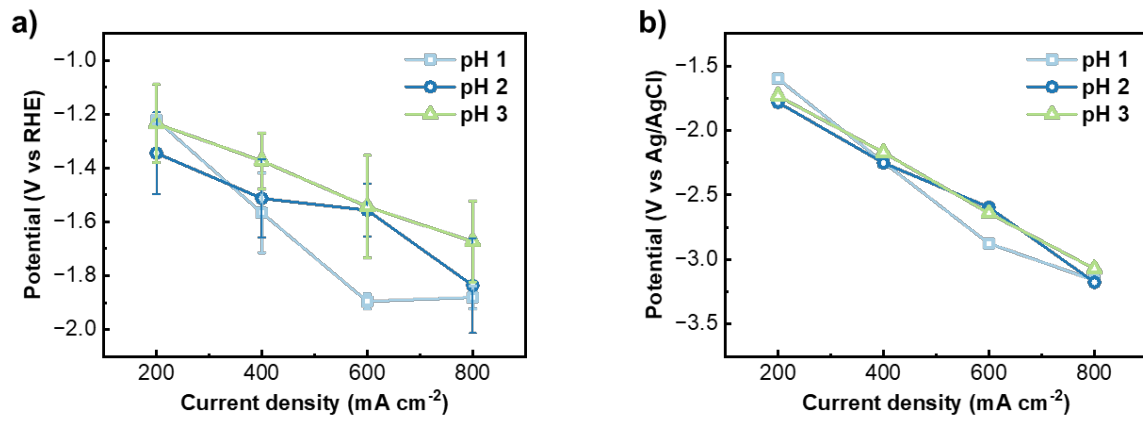 a)
Potential (V vs RHE)
−1.0
−1.2
−1.4
−1.6
−1.8
−2.0
pH 1
pH 2
pH 3
200 400 600 800
Current density (mA cm⁻²)
b)
Potential (V vs Ag/AgCl)
−1.5
−2.0
−2.5
−3.0
−3.5
pH 1
pH 2
pH 3
200 400 600 800
Current density (mA cm⁻²)